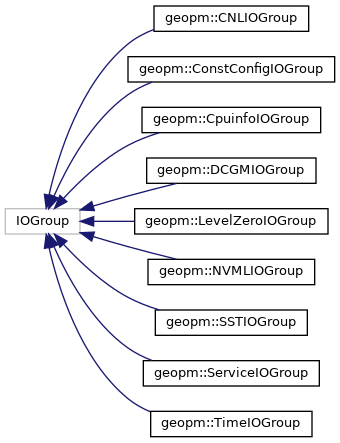 geopm::CNLIOGroup
geopm::ConstConfigIOGroup
geopm::CpuinfoIOGroup
geopm::DCGMIOGroup
IOGroup
geopm::LevelZeroIOGroup
geopm::NVMLIOGroup
geopm::SSTIOGroup
geopm::ServiceIOGroup
geopm::TimeIOGroup